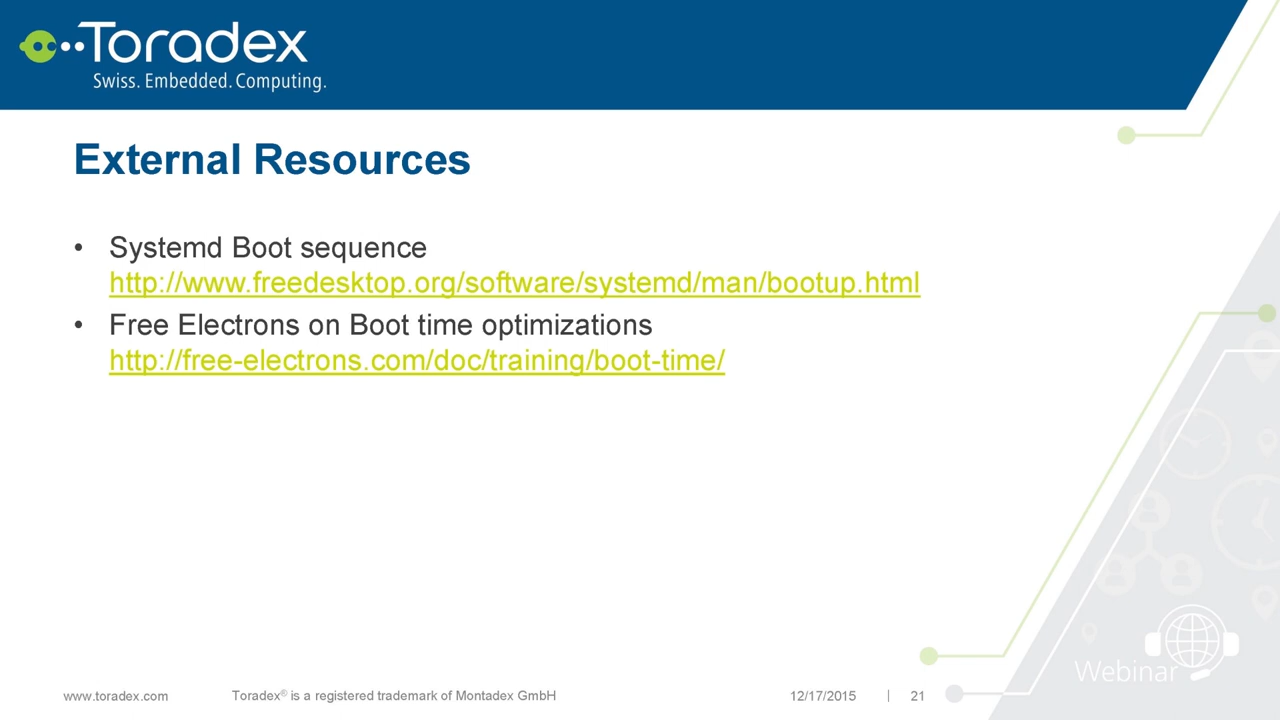 Toradex
Swiss. Embedded. Computing.
External Resources
• Systemd Boot sequence
http://www.freedesktop.org/software/systemd/man/bootup.html
• Free Electrons on Boot time optimizations
http://free-electrons.com/doc/training/boot-time/
Webinar
www.toradex.com Toradex® is a registered trademark of Montadex GmbH 12/17/2015 | 21